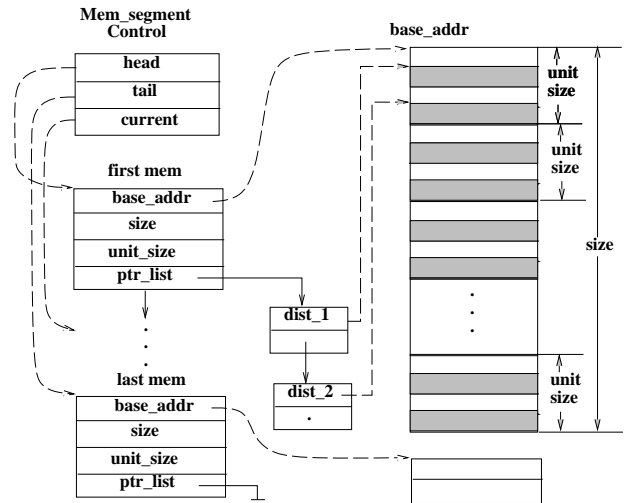 Mem_segment
Control
head
tail
current
first mem
base_addr
size
unit_size
ptr_list
last mem
base_addr
size
unit_size
ptr_list
dist_1
dist_2
base_addr
unit
size
unit
size
size
unit
size